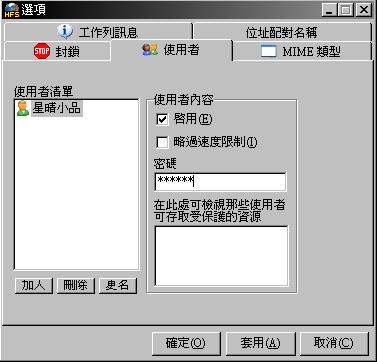 HFS 選項
工作列訊息 位址配對名稱
STOP 封鎖 使用者 MIME 類型
使用者清單
星睹小品
使用者內容
啓用(E)
略過速度限制(I)
密碼
******
在此處可檢視那些使用者
可存取受保護的資源
加入 刪除 更名
確定(O) 套用(A) 取消(C)